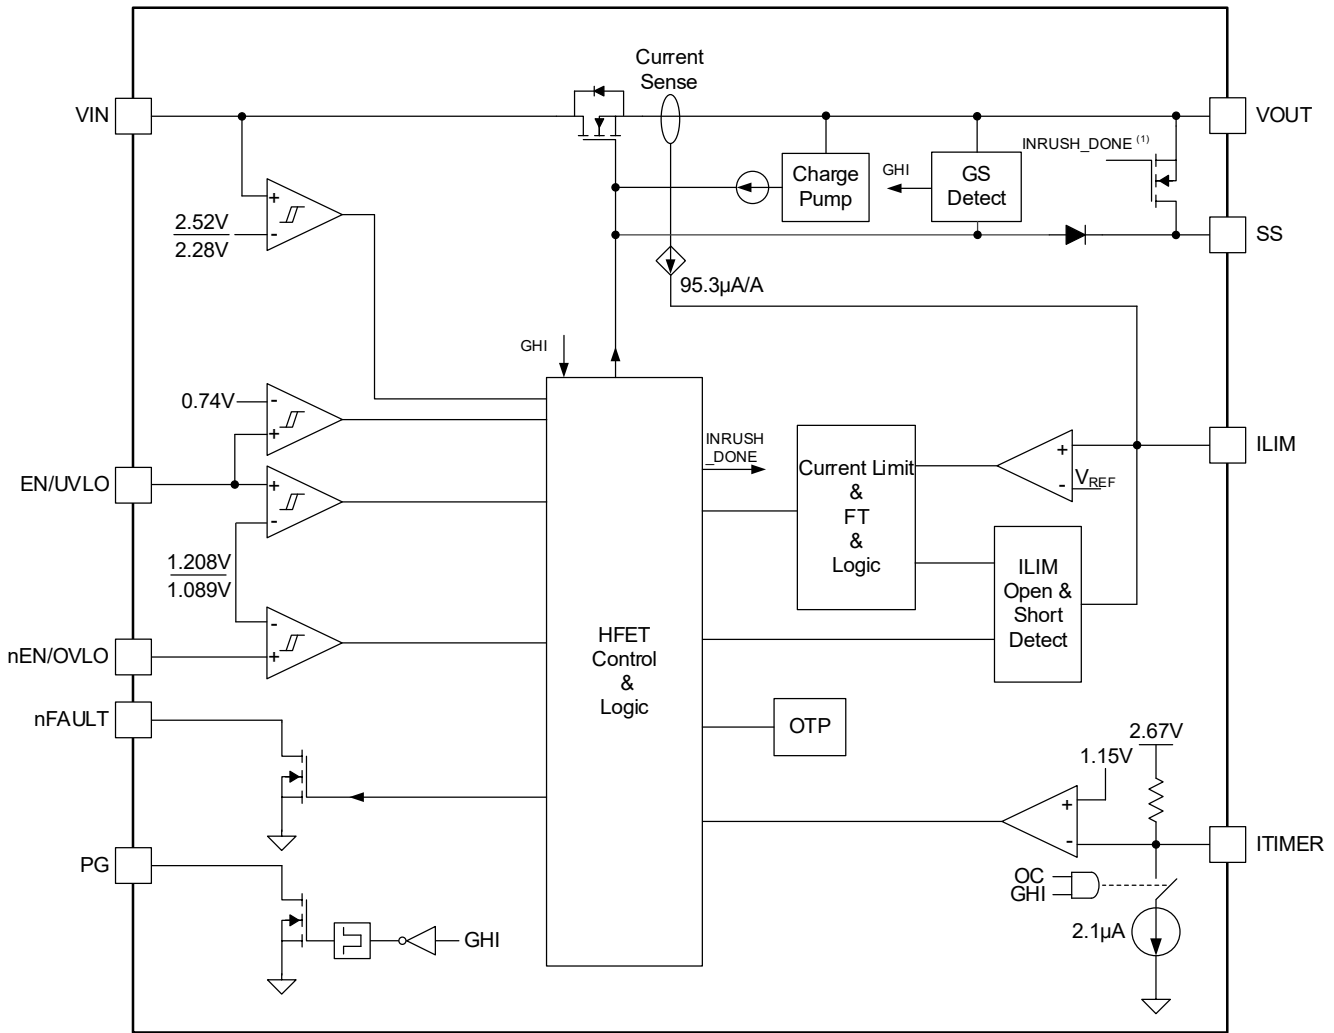 Current
Sense
VIN
VOUT
INRUSH_DONE (1)
GHI
Charge
Pump
GS
Detect
+
-
2.52V
2.28V
SS
95.3µA/A
GHI
0.74V
-
+
INRUSH
_DONE
Current Limit
&
FT
&
Logic
+
-
VREF
ILIM
EN/UVLO
+
-
1.208V
1.089V
ILIM
Open &
Short
Detect
-
+
nEN/OVLO
HFET
Control
&
Logic
nFAULT
OTP
2.67V
1.15V
+
-
ITIMER
PG
OC
GHI
2.1µA
GHI